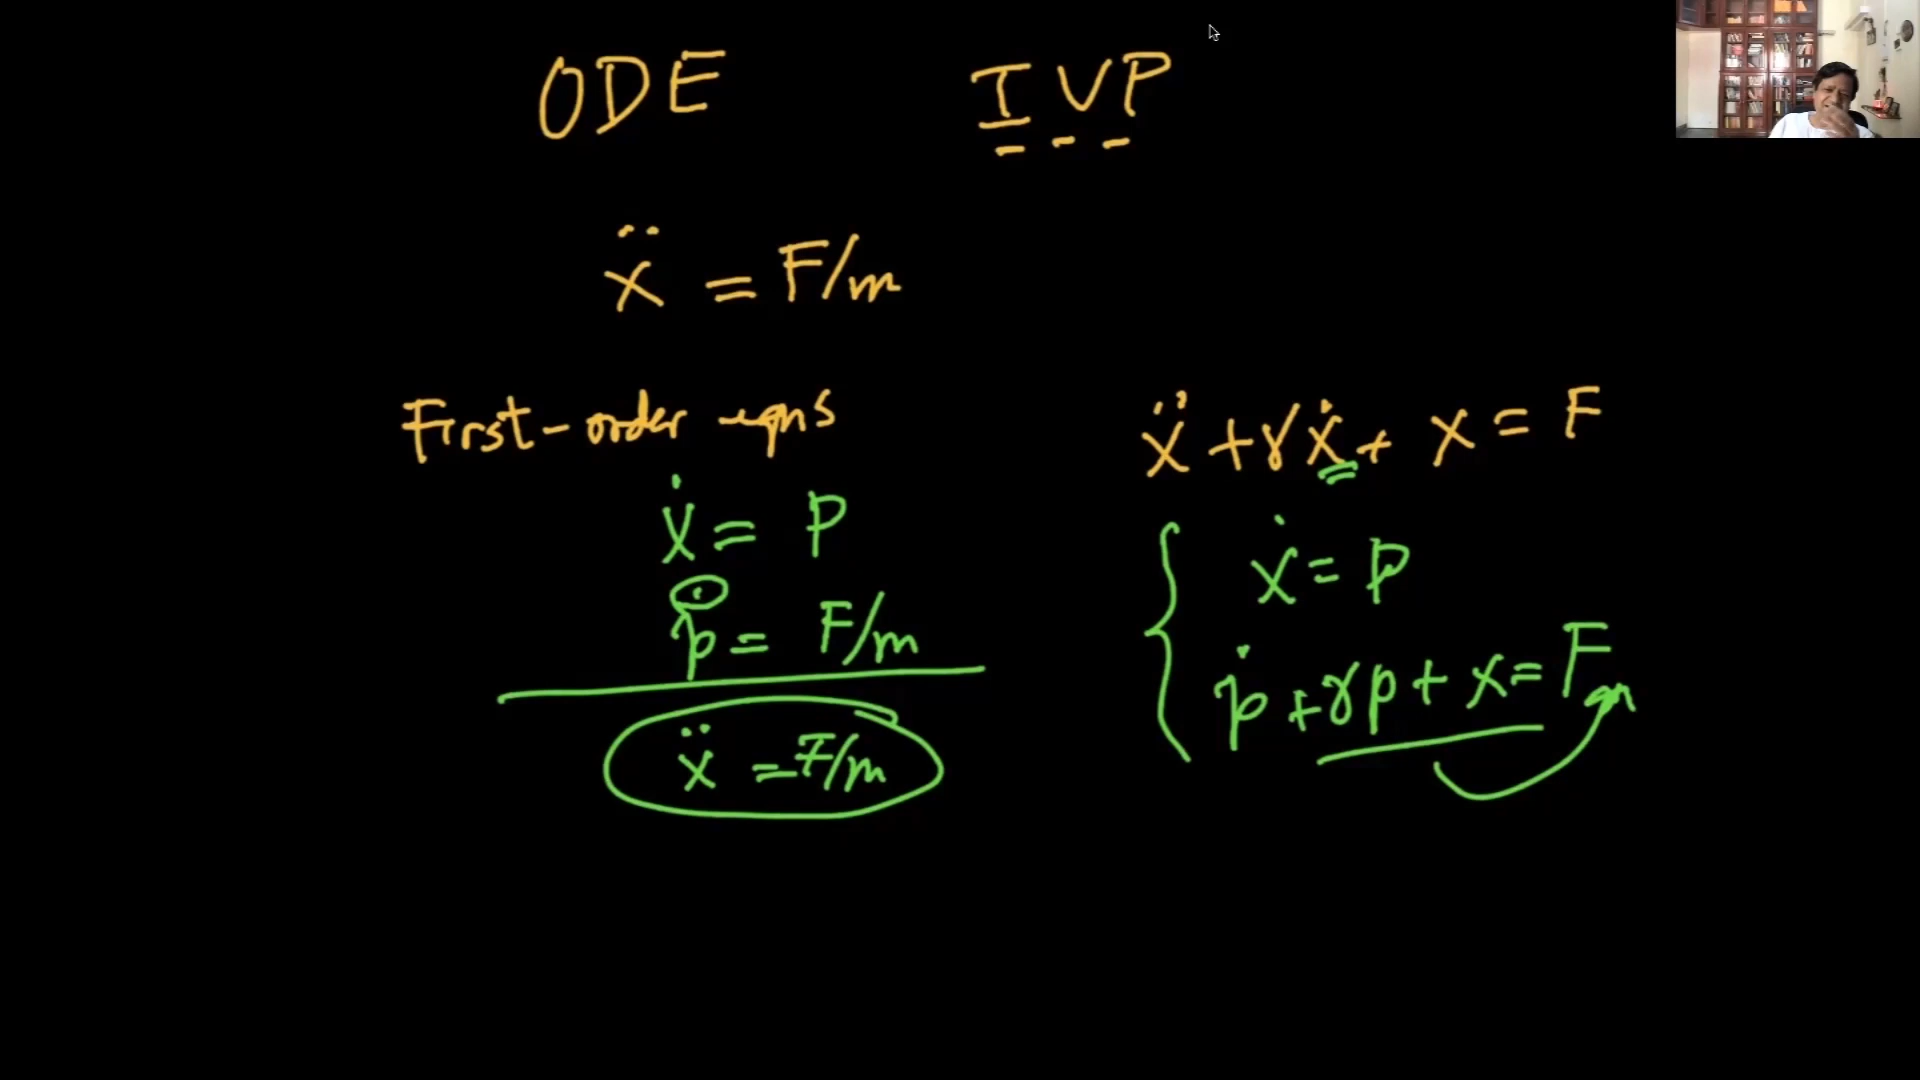 ODE IVP
ẍ = F/m
First-order eqns
ẋ = p
ṗ = F/m
ẍ = F/m
ẍ + γẋ + x = F
ẋ = p
ṗ + γp + x = F